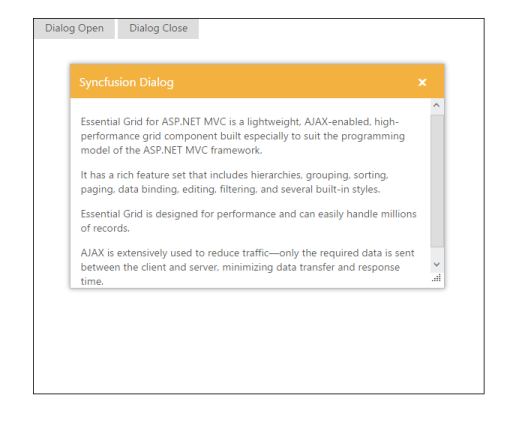 Dialog Open Dialog Close
Syncfusion Dialog
Essential Grid for ASP.NET MVC is a lightweight, AJAX-enabled, high-
performance grid component built especially to suit the programming
model of the ASP.NET MVC framework.
It has a rich feature set that includes hierarchies, grouping, sorting,
paging, data binding, editing, filtering, and several built-in styles.
Essential Grid is designed for performance and can easily handle millions
of records.
AJAX is extensively used to reduce traffic—only the required data is sent
between the client and server, minimizing data transfer and response
time.